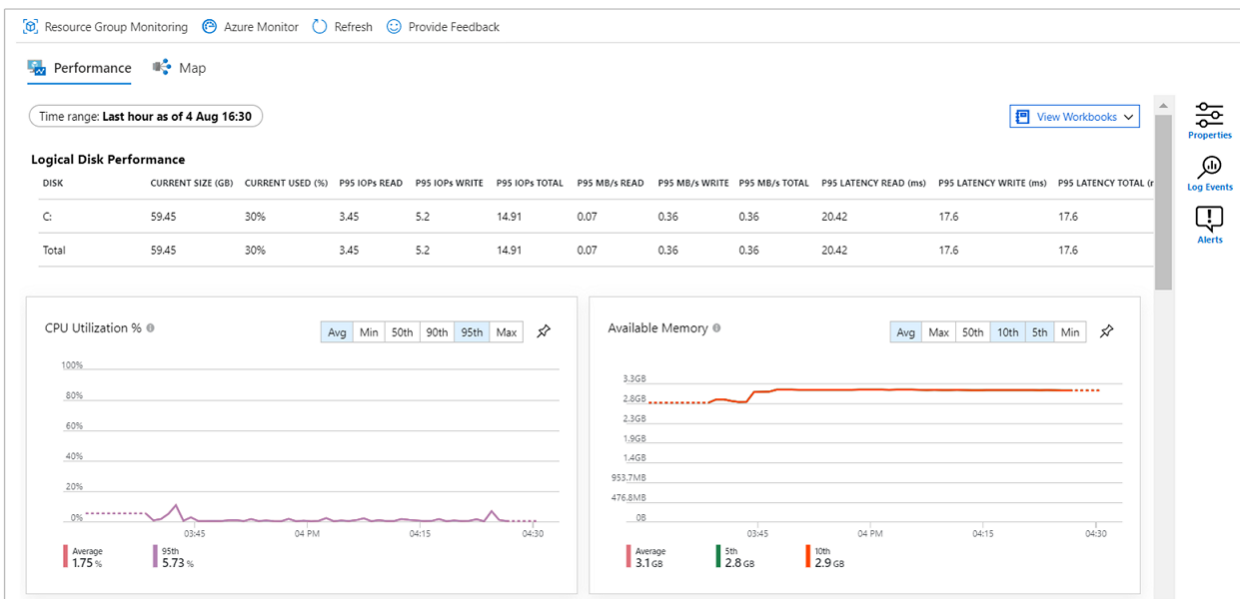 Resource Group Monitoring Azure Monitor Refresh Provide Feedback
Performance Map
Time range: Last hour as of 4 Aug 16:30
View Workbooks
Properties
Log Events
Alerts
Logical Disk Performance
DISK CURRENT SIZE (GB) CURRENT USED (%) P95 IOPs READ P95 IOPs WRITE P95 IOPs TOTAL P95 MB/s READ P95 MB/s WRITE P95 MB/s TOTAL P95 LATENCY READ (ms) P95 LATENCY WRITE (ms) P95 LATENCY TOTAL (r
C: 59.45 30% 3.45 5.2 14.91 0.07 0.36 0.36 20.42 17.6 17.6
Total 59.45 30% 3.45 5.2 14.91 0.07 0.36 0.36 20.42 17.6 17.6
CPU Utilization %
Avg Min 50th 90th 95th Max
100%
80%
60%
40%
20%
0%
03:45 04 PM 04:15 04:30
Average 95th
1.75 % 5.73 %
Available Memory
Avg Max 50th 10th 5th Min
3.3GB
2.8GB
2.3GB
1.9GB
1.4GB
953.7MB
476.8MB
0B
03:45 04 PM 04:15 04:30
Average 5th 10th
3.1 GB 2.8 GB 2.9 GB